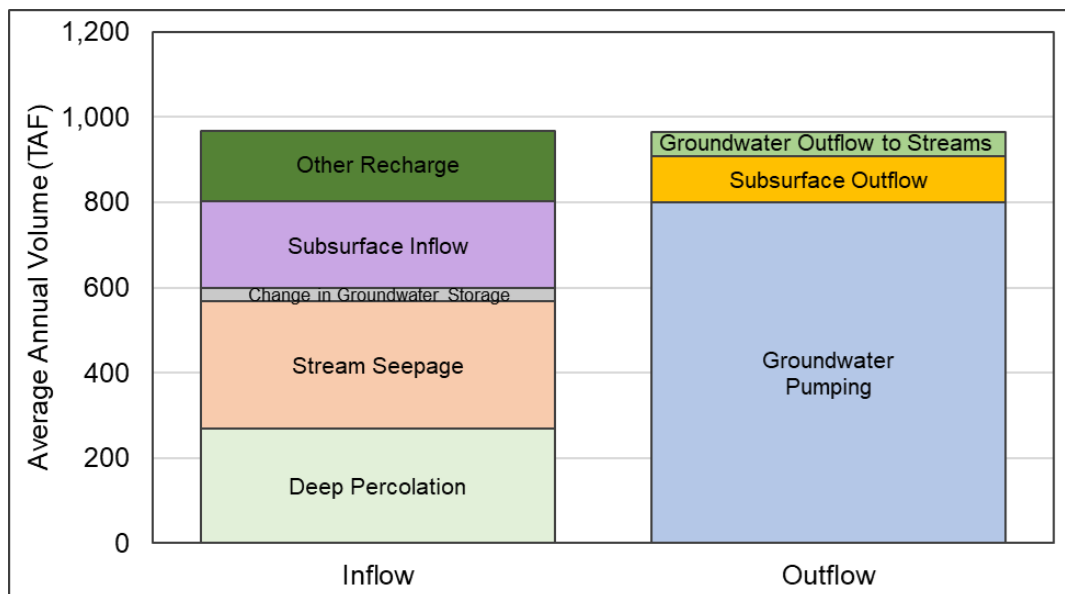 Average Annual Volume (TAF)
1,200
1,000
800
600
400
200
0
Other Recharge
Subsurface Inflow
Change in Groundwater Storage
Stream Seepage
Deep Percolation
Groundwater Outflow to Streams
Subsurface Outflow
Groundwater
Pumping
Inflow
Outflow